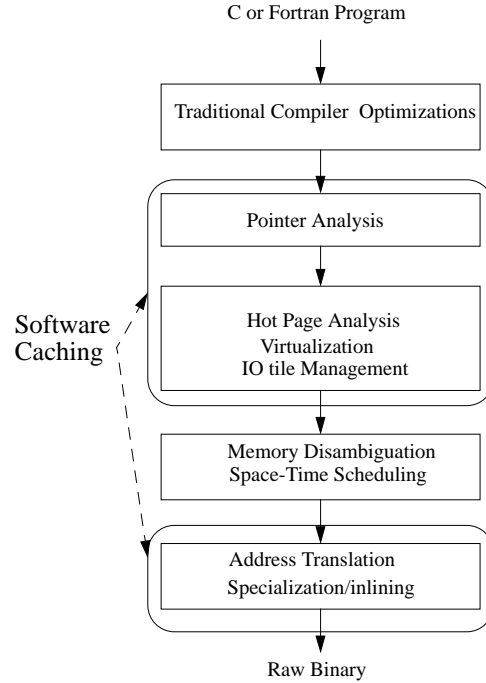 C or Fortran Program
Traditional Compiler Optimizations
Pointer Analysis
Hot Page Analysis
Virtualization
IO tile Management
Software
Caching
Memory Disambiguation
Space-Time Scheduling
Address Translation
Specialization/inlining
Raw Binary